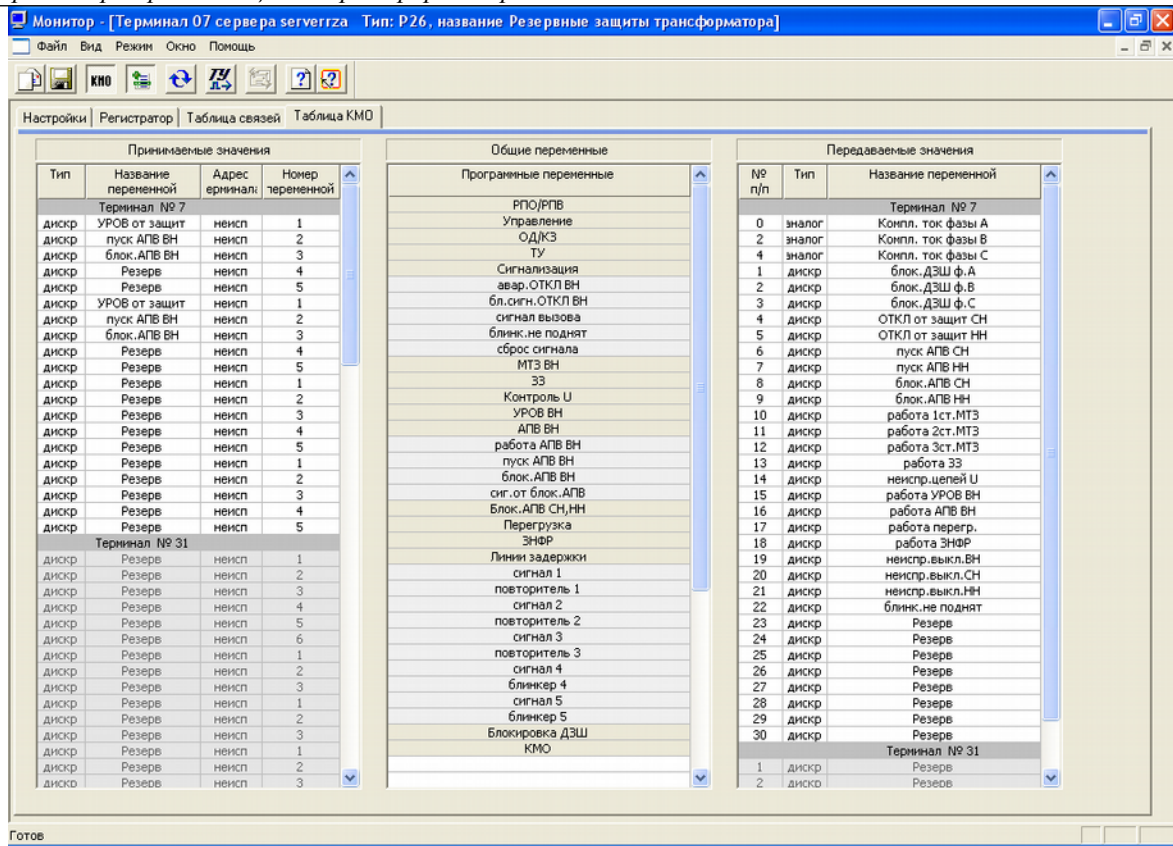 Монитор - [Терминал 07 сервера serverrza Тип: P26, название Резервные защиты трансформатора]
Файл Вид Режим Окно Помощь
КМО ТУ
Настройки Регистратор Таблица связей Таблица КМО
Принимаемые значения
Тип Название переменной Адрес ерминала Номер переменной
Терминал № 7
дискр УРОВ от защит неисп 1
дискр пуск АПВ ВН неисп 2
дискр блок.АПВ ВН неисп 3
дискр Резерв неисп 4
дискр Резерв неисп 5
дискр УРОВ от защит неисп 1
дискр пуск АПВ ВН неисп 2
дискр блок.АПВ ВН неисп 3
дискр Резерв неисп 4
дискр Резерв неисп 5
дискр Резерв неисп 1
дискр Резерв неисп 2
дискр Резерв неисп 3
дискр Резерв неисп 4
дискр Резерв неисп 5
дискр Резерв неисп 1
дискр Резерв неисп 2
дискр Резерв неисп 3
дискр Резерв неисп 4
дискр Резерв неисп 5
Терминал № 31
дискр Резерв неисп 1
дискр Резерв неисп 2
дискр Резерв неисп 3
дискр Резерв неисп 4
дискр Резерв неисп 5
дискр Резерв неисп 6
дискр Резерв неисп 1
дискр Резерв неисп 2
дискр Резерв неисп 3
дискр Резерв неисп 1
дискр Резерв неисп 2
дискр Резерв неисп 3
дискр Резерв неисп 1
дискр Резерв неисп 2
дискр Резерв неисп 3
Общие переменные
Программные переменные
РПО/РПВ
Управление
ОД/КЗ
ТУ
Сигнализация
авар.ОТКЛ ВН
бл.сигн.ОТКЛ ВН
сигнал вызова
блинк.не поднят
сброс сигнала
МТЗ ВН
ЗЗ
Контроль U
УРОВ ВН
АПВ ВН
работа АПВ ВН
пуск АПВ ВН
блок.АПВ ВН
сиг.от блок.АПВ
Блок.АПВ СН,НН
Перегрузка
ЗНФР
Линии задержки
сигнал 1
повторитель 1
сигнал 2
повторитель 2
сигнал 3
повторитель 3
сигнал 4
блинкер 4
сигнал 5
блинкер 5
Блокировка ДЗШ
КМО
Передаваемые значения
№ п/п Тип Название переменной
Терминал № 7
0 эналог Компл. ток фазы А
2 эналог Компл. ток фазы В
4 эналог Компл. ток фазы С
1 дискр блок.ДЗШ ф.А
2 дискр блок.ДЗШ ф.В
3 дискр блок.ДЗШ ф.С
4 дискр ОТКЛ от защит СН
5 дискр ОТКЛ от защит НН
6 дискр пуск АПВ СН
7 дискр пуск АПВ НН
8 дискр блок.АПВ СН
9 дискр блок.АПВ НН
10 дискр работа 1ст.МТЗ
11 дискр работа 2ст.МТЗ
12 дискр работа 3ст.МТЗ
13 дискр работа ЗЗ
14 дискр неиспр.цепей U
15 дискр работа УРОВ ВН
16 дискр работа АПВ ВН
17 дискр работа перегр.
18 дискр работа ЗНФР
19 дискр неиспр.выкл.ВН
20 дискр неиспр.выкл.СН
21 дискр неиспр.выкл.НН
22 дискр блинк.не поднят
23 дискр Резерв
24 дискр Резерв
25 дискр Резерв
26 дискр Резерв
27 дискр Резерв
28 дискр Резерв
29 дискр Резерв
30 дискр Резерв
Терминал № 31
1 дискр Резерв
2 дискр Резерв
Готов